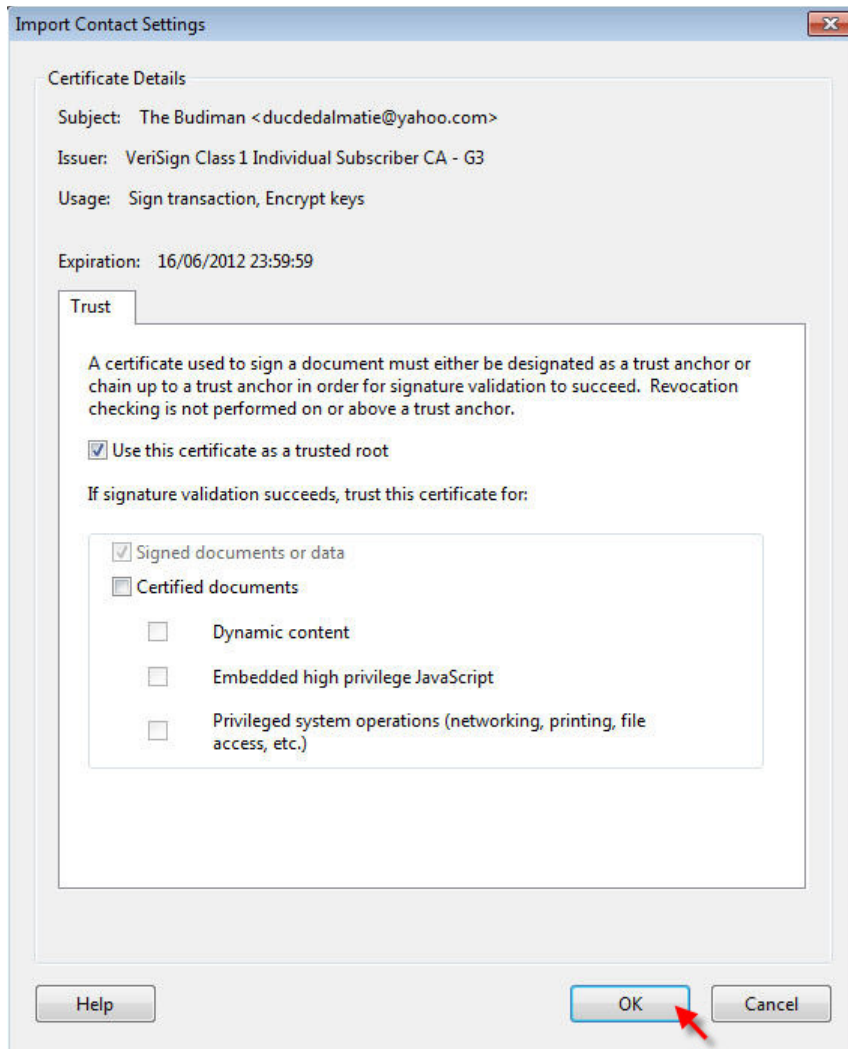 Import Contact Settings
Certificate Details
Subject: The Budiman <ducdedalmatie@yahoo.com>
Issuer: VeriSign Class 1 Individual Subscriber CA - G3
Usage: Sign transaction, Encrypt keys
Expiration: 16/06/2012 23:59:59
Trust
A certificate used to sign a document must either be designated as a trust anchor or
chain up to a trust anchor in order for signature validation to succeed. Revocation
checking is not performed on or above a trust anchor.
Use this certificate as a trusted root
If signature validation succeeds, trust this certificate for:
Signed documents or data
Certified documents
Dynamic content
Embedded high privilege JavaScript
Privileged system operations (networking, printing, file
access, etc.)
Help
OK
Cancel